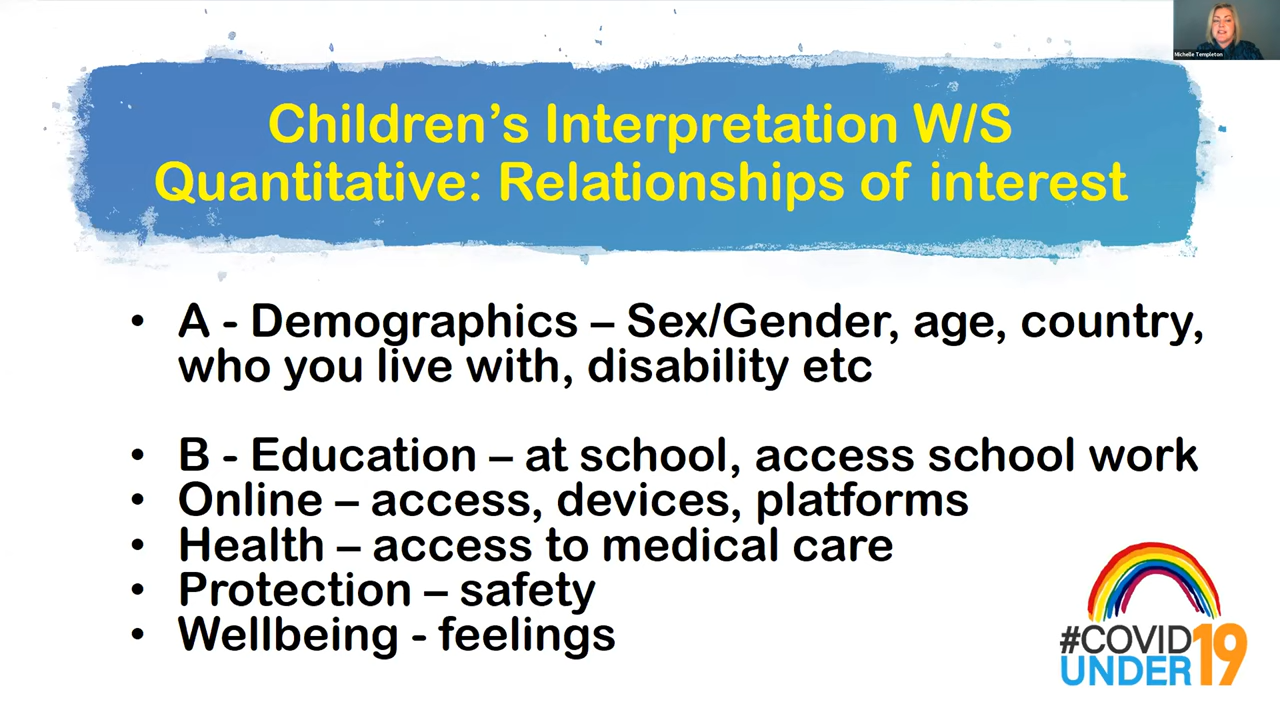 Michelle Templeton
Children's Interpretation W/S
Quantitative: Relationships of interest
• A - Demographics – Sex/Gender, age, country,
who you live with, disability etc
• B - Education – at school, access school work
• Online – access, devices, platforms
• Health – access to medical care
• Protection – safety
• Wellbeing - feelings
#COVID
UNDER19